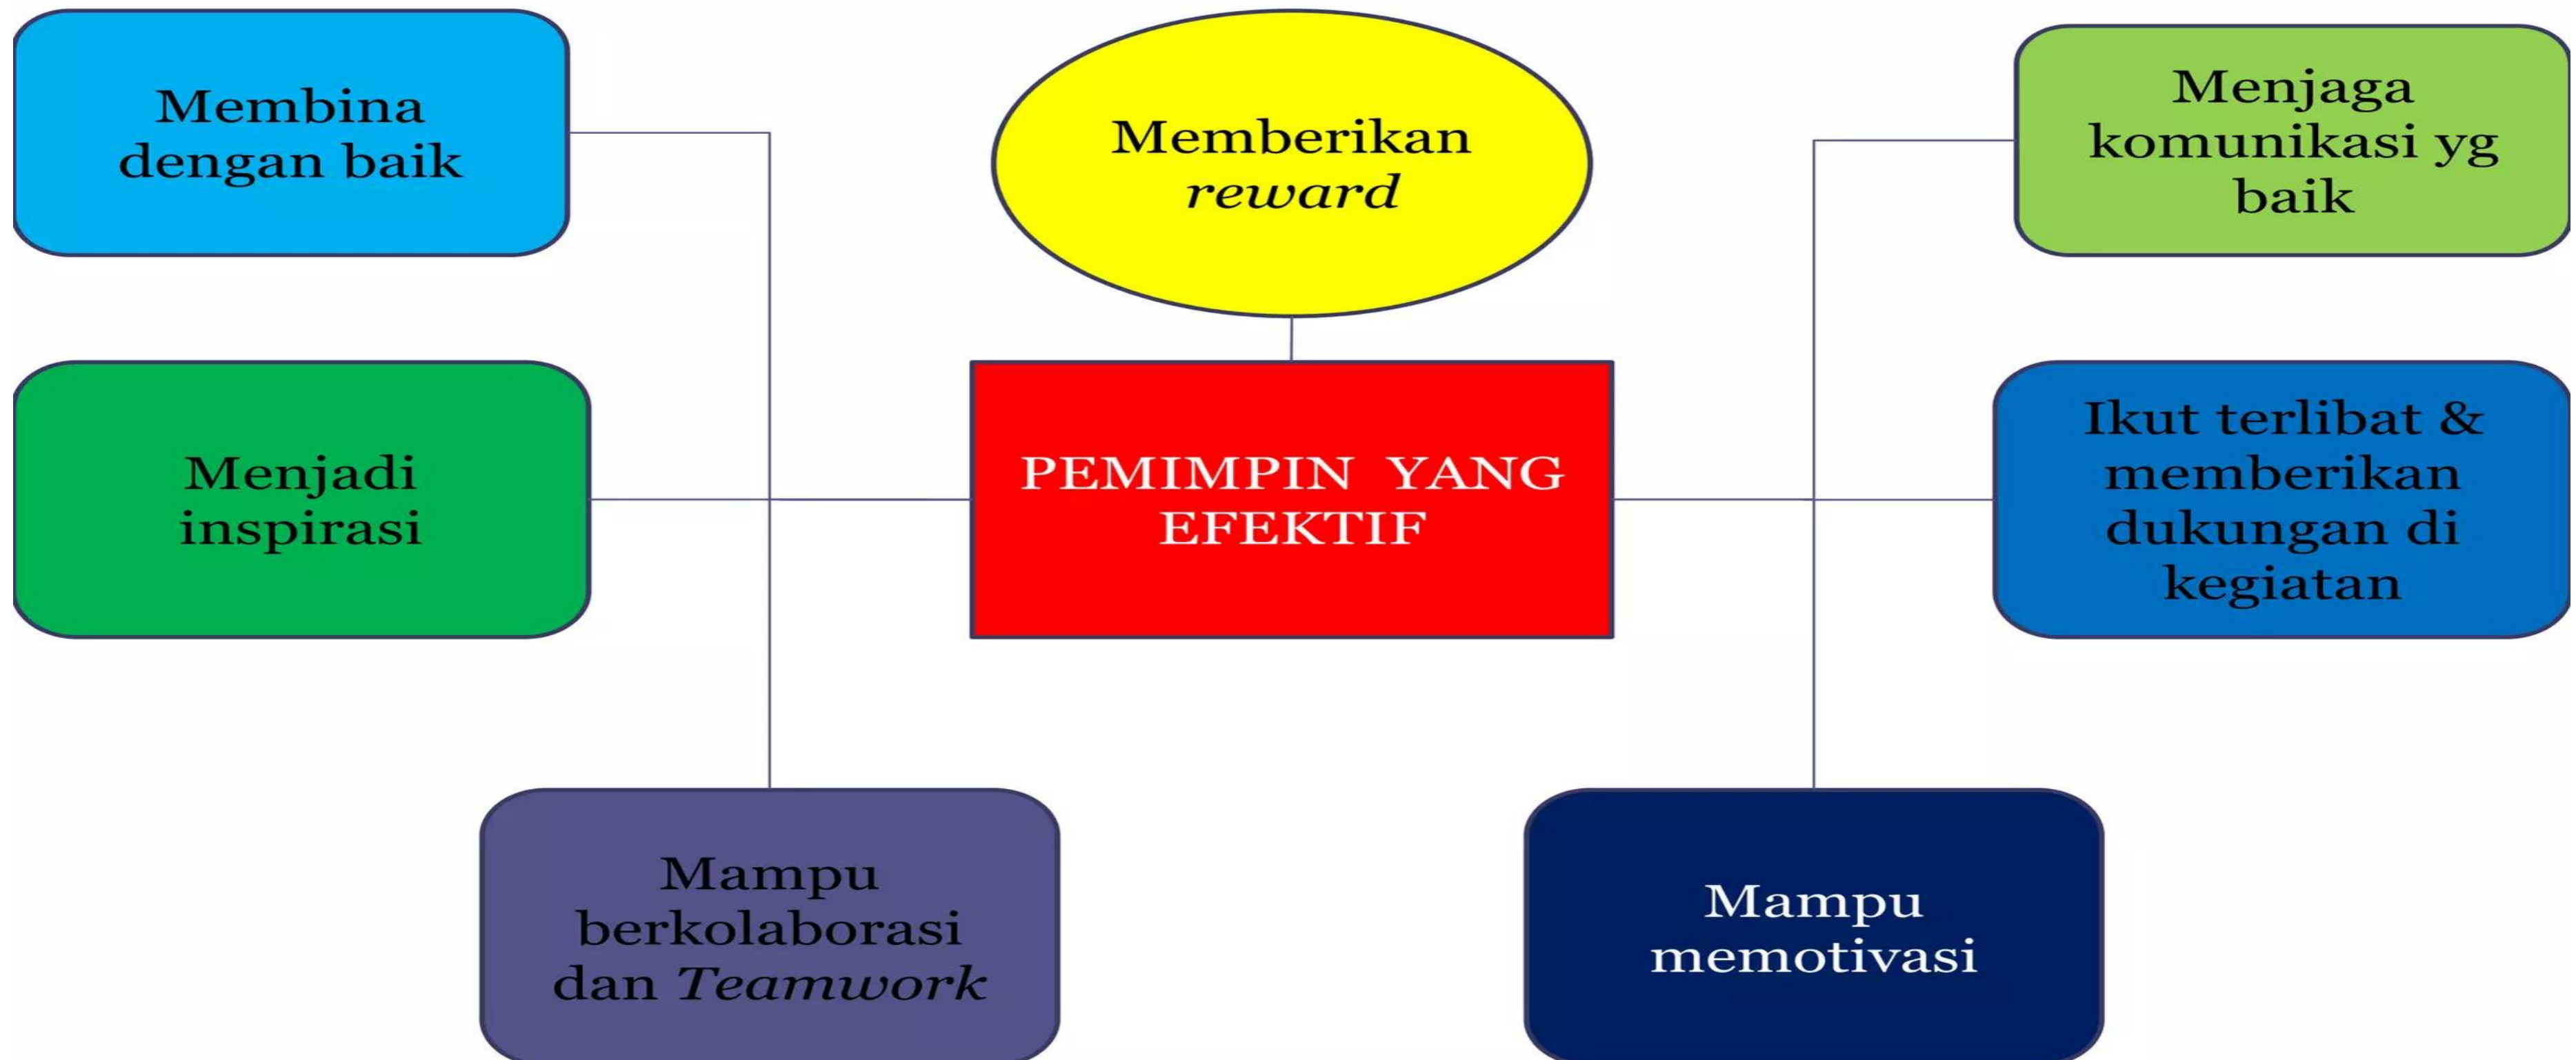 Membina
dengan baik
Memberikan
reward
Menjaga
komunikasi yg
baik
Menjadi
inspirasi
PEMIMPIN YANG
EFEKTIF
Ikut terlibat &
memberikan
dukungan di
kegiatan
Mampu
berkolaborasi
dan Teamwork
Mampu
memotivasi